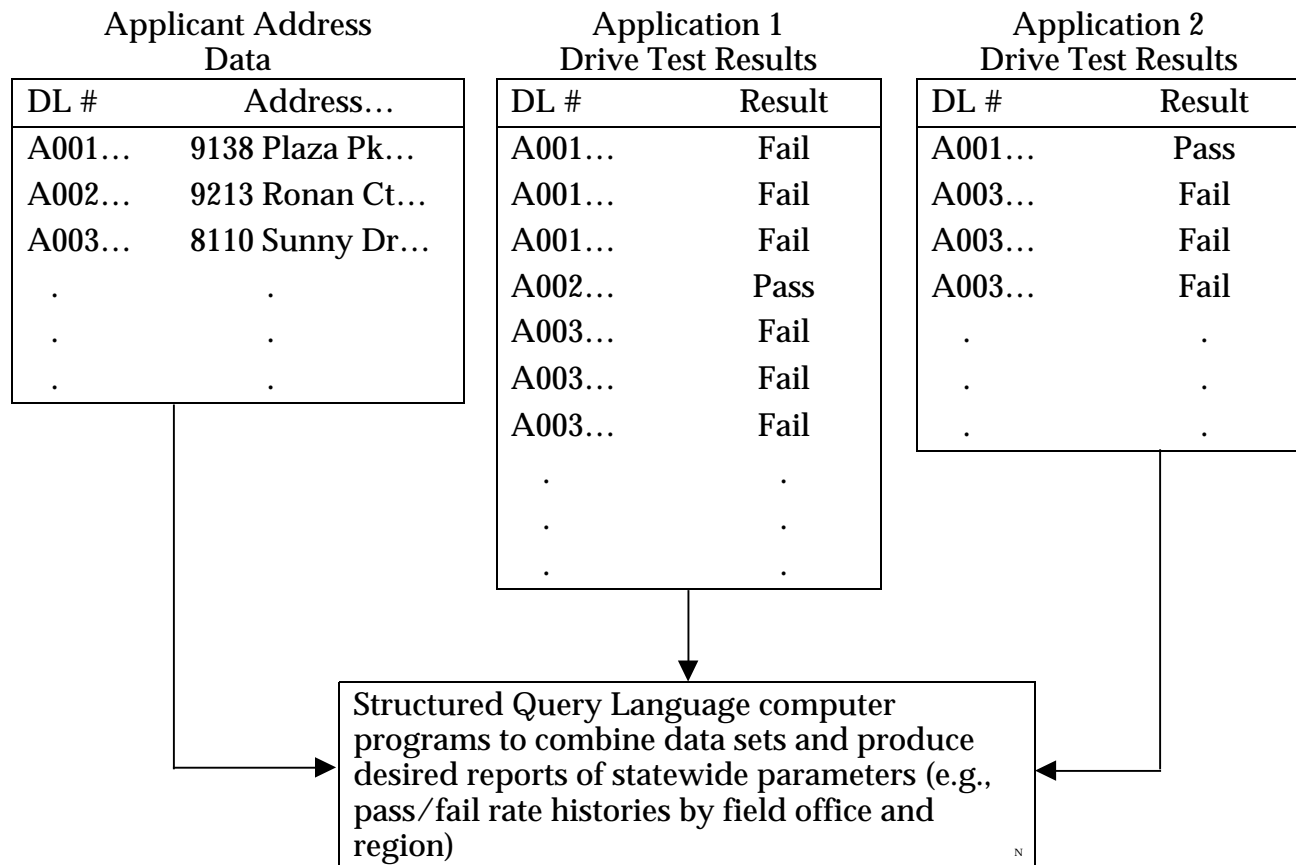 Applicant Address
Data
DL # Address…
A001… 9138 Plaza Pk…
A002… 9213 Ronan Ct…
A003… 8110 Sunny Dr…
. .
. .
. .
Application 1
Drive Test Results
DL # Result
A001… Fail
A001… Fail
A001… Fail
A002… Pass
A003… Fail
A003… Fail
A003… Fail
. .
. .
. .
Application 2
Drive Test Results
DL # Result
A001… Pass
A003… Fail
A003… Fail
A003… Fail
. .
. .
. .
Structured Query Language computer
programs to combine data sets and produce
desired reports of statewide parameters (e.g.,
pass/fail rate histories by field office and
region)
N